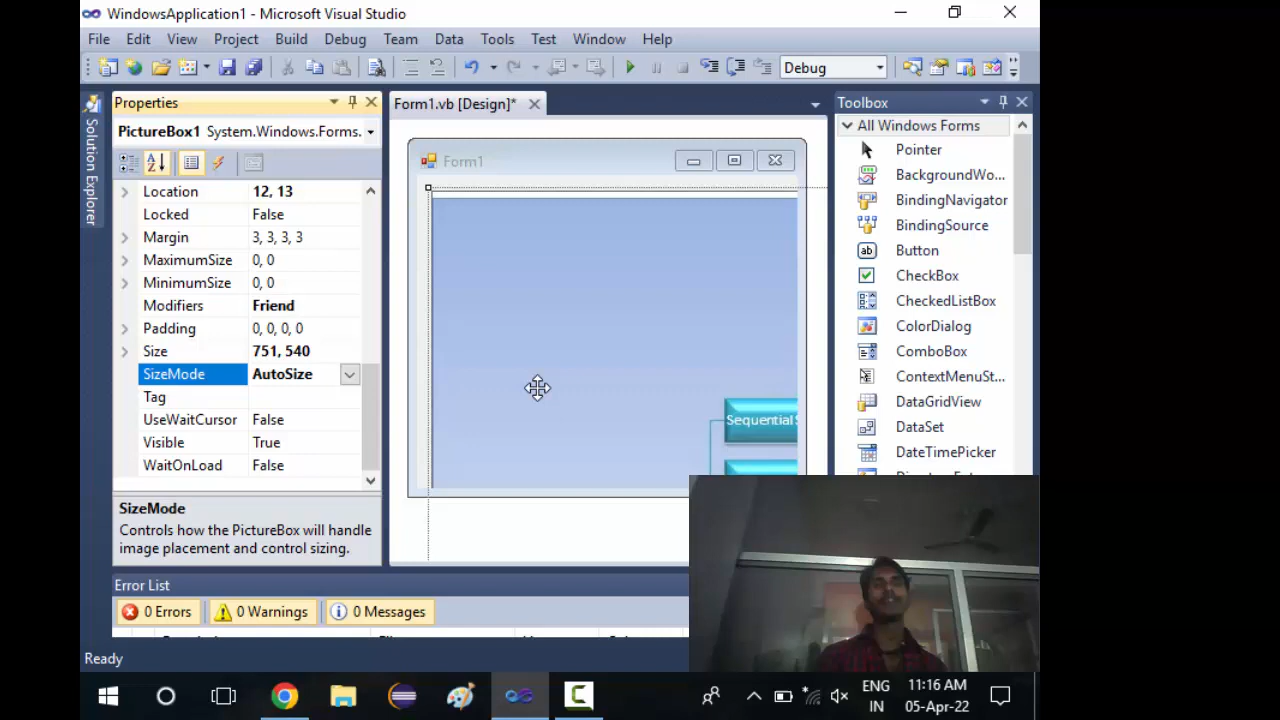 WindowsApplication1 - Microsoft Visual Studio
File Edit View Project Build Debug Team Data Tools Test Window Help
Debug
Solution Explorer
Properties
PictureBox1 System.Windows.Forms.
Location 12, 13
Locked False
Margin 3, 3, 3, 3
MaximumSize 0, 0
MinimumSize 0, 0
Modifiers Friend
Padding 0, 0, 0, 0
Size 751, 540
SizeMode AutoSize
Tag
UseWaitCursor False
Visible True
WaitOnLoad False
SizeMode
Controls how the PictureBox will handle
image placement and control sizing.
Form1.vb [Design]*
Form1
Sequential
Toolbox
All Windows Forms
Pointer
BackgroundWo...
BindingNavigator
BindingSource
ab Button
CheckBox
CheckedListBox
ColorDialog
ComboBox
ContextMenuSt...
DataGridView
DataSet
DateTimePicker
Error List
0 Errors
0 Warnings
0 Messages
Ready
ENG
IN
11:16 AM
05-Apr-22